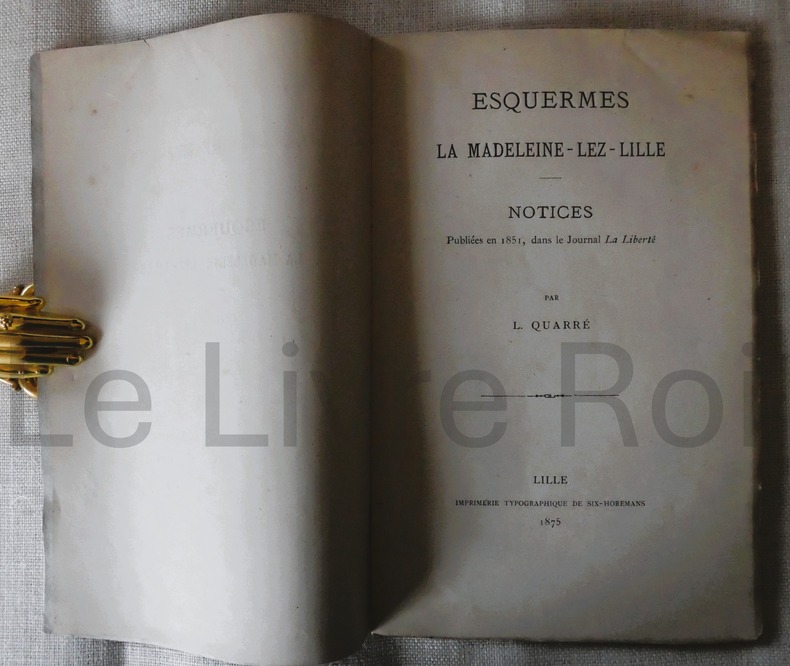 ESQUERMES
LA MADELEINE-LEZ-LILLE
NOTICES
Publiées en 1851, dans le Journal La Liberté
PAR
L. QUARRÉ
Le Livre Roi
LILLE
IMPRIMERIE TYPOGRAPHIQUE DE SIX-HOREMANS
1875